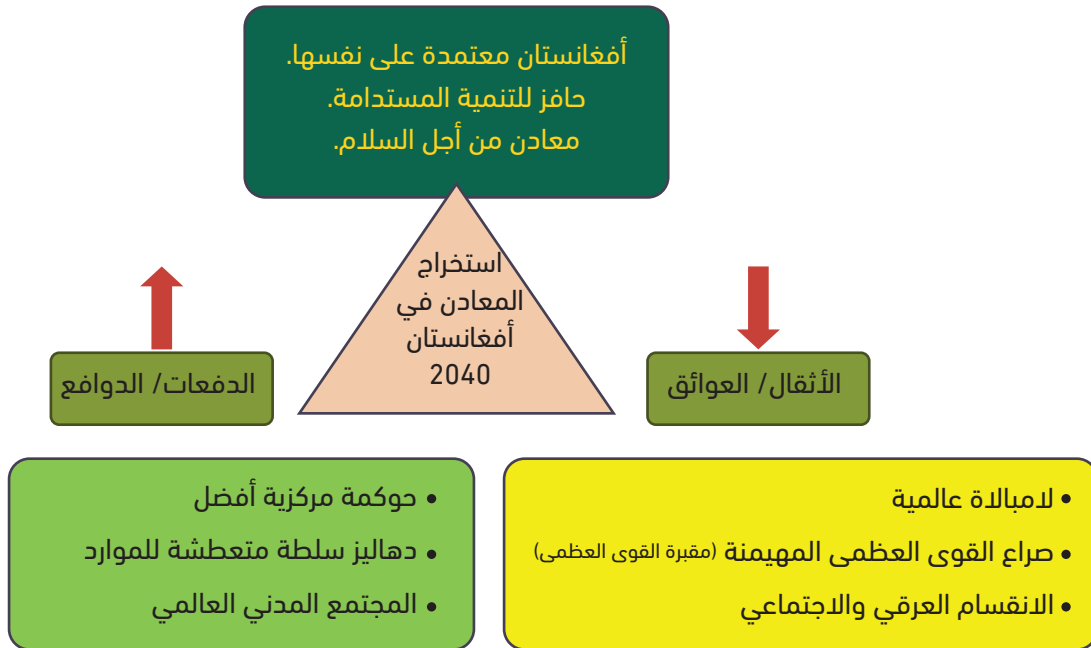 أفغانستان معتمدة على نفسها.
حافز للتنمية المستدامة.
معادن من أجل السلام.
استخراج
المعادن في
أفغانستان
2040
الأثقال/ العوائق
الدفعات/ الدوافع
• لامبالاة عالمية
• صراع القوى العظمى المهيمنة (مقبرة القوى العظمى)
• الانقسام العرقي والاجتماعي
• حوكمة مركزية أفضل
• دهاليز سلطة متعطشة للموارد
• المجتمع المدني العالمي